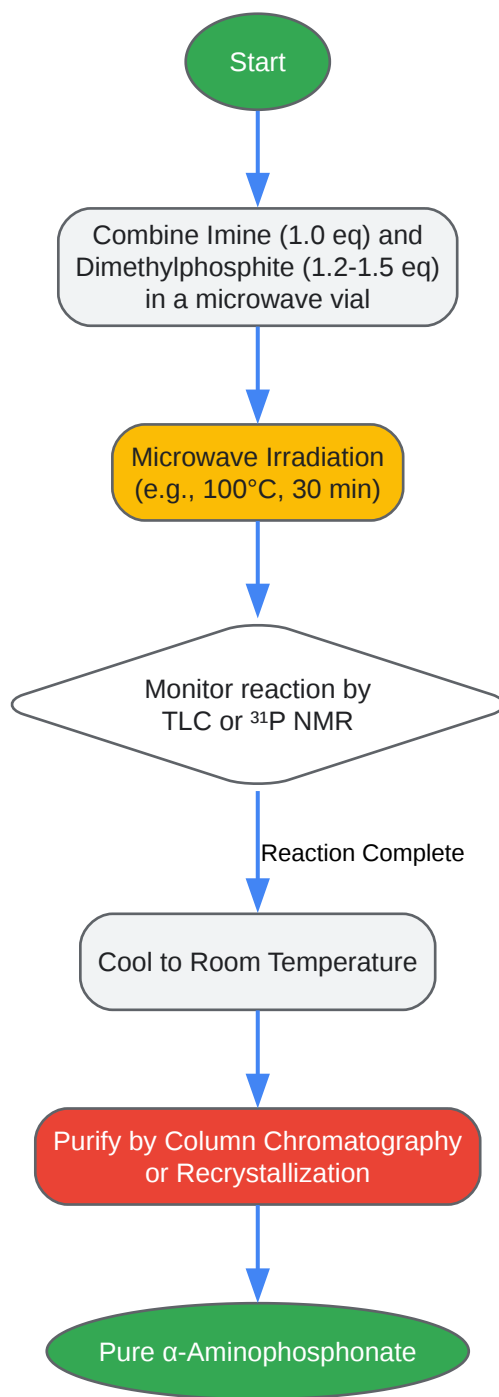 Start
Combine Imine (1.0 eq) and
Dimethylphosphite (1.2-1.5 eq)
in a microwave vial
Microwave Irradiation
(e.g., 100°C, 30 min)
Monitor reaction by
TLC or ³¹P NMR
Reaction Complete
Cool to Room Temperature
Purify by Column Chromatography
or Recrystallization
Pure α-Aminophosphonate